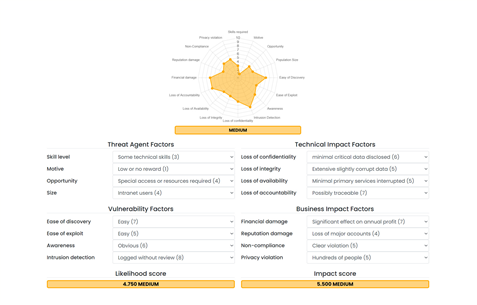 Skills required
Privacy violation
Motive
Non-Compliance
Opportunity
Reputation damage
Population Size
Financial damage
Ease of Discovery
Loss of Accountability
Ease of Exploit
Loss of Availability
Awareness
Loss of Integrity
Intrusion Detection
Loss of confidentiality
MEDIUM
Threat Agent Factors
Technical Impact Factors
Skill level Some technical skills (3)
Loss of confidentiality minimal critical data disclosed (6)
Motive Low or no reward (1)
Loss of integrity Extensive slightly corrupt data (5)
Opportunity Special access or resources required (4)
Loss of availability Minimal primary services interrupted (5)
Size Intranet users (4)
Loss of accountability Possibly traceable (7)
Vulnerability Factors
Business Impact Factors
Ease of discovery Easy (7)
Financial damage Significant effect on annual profit (7)
Ease of exploit Easy (5)
Reputation damage Loss of major accounts (4)
Awareness Obvious (6)
Non-compliance Clear violation (5)
Intrusion detection Logged without review (8)
Privacy violation Hundreds of people (5)
Likelihood score
Impact score
4.750 MEDIUM
5.500 MEDIUM